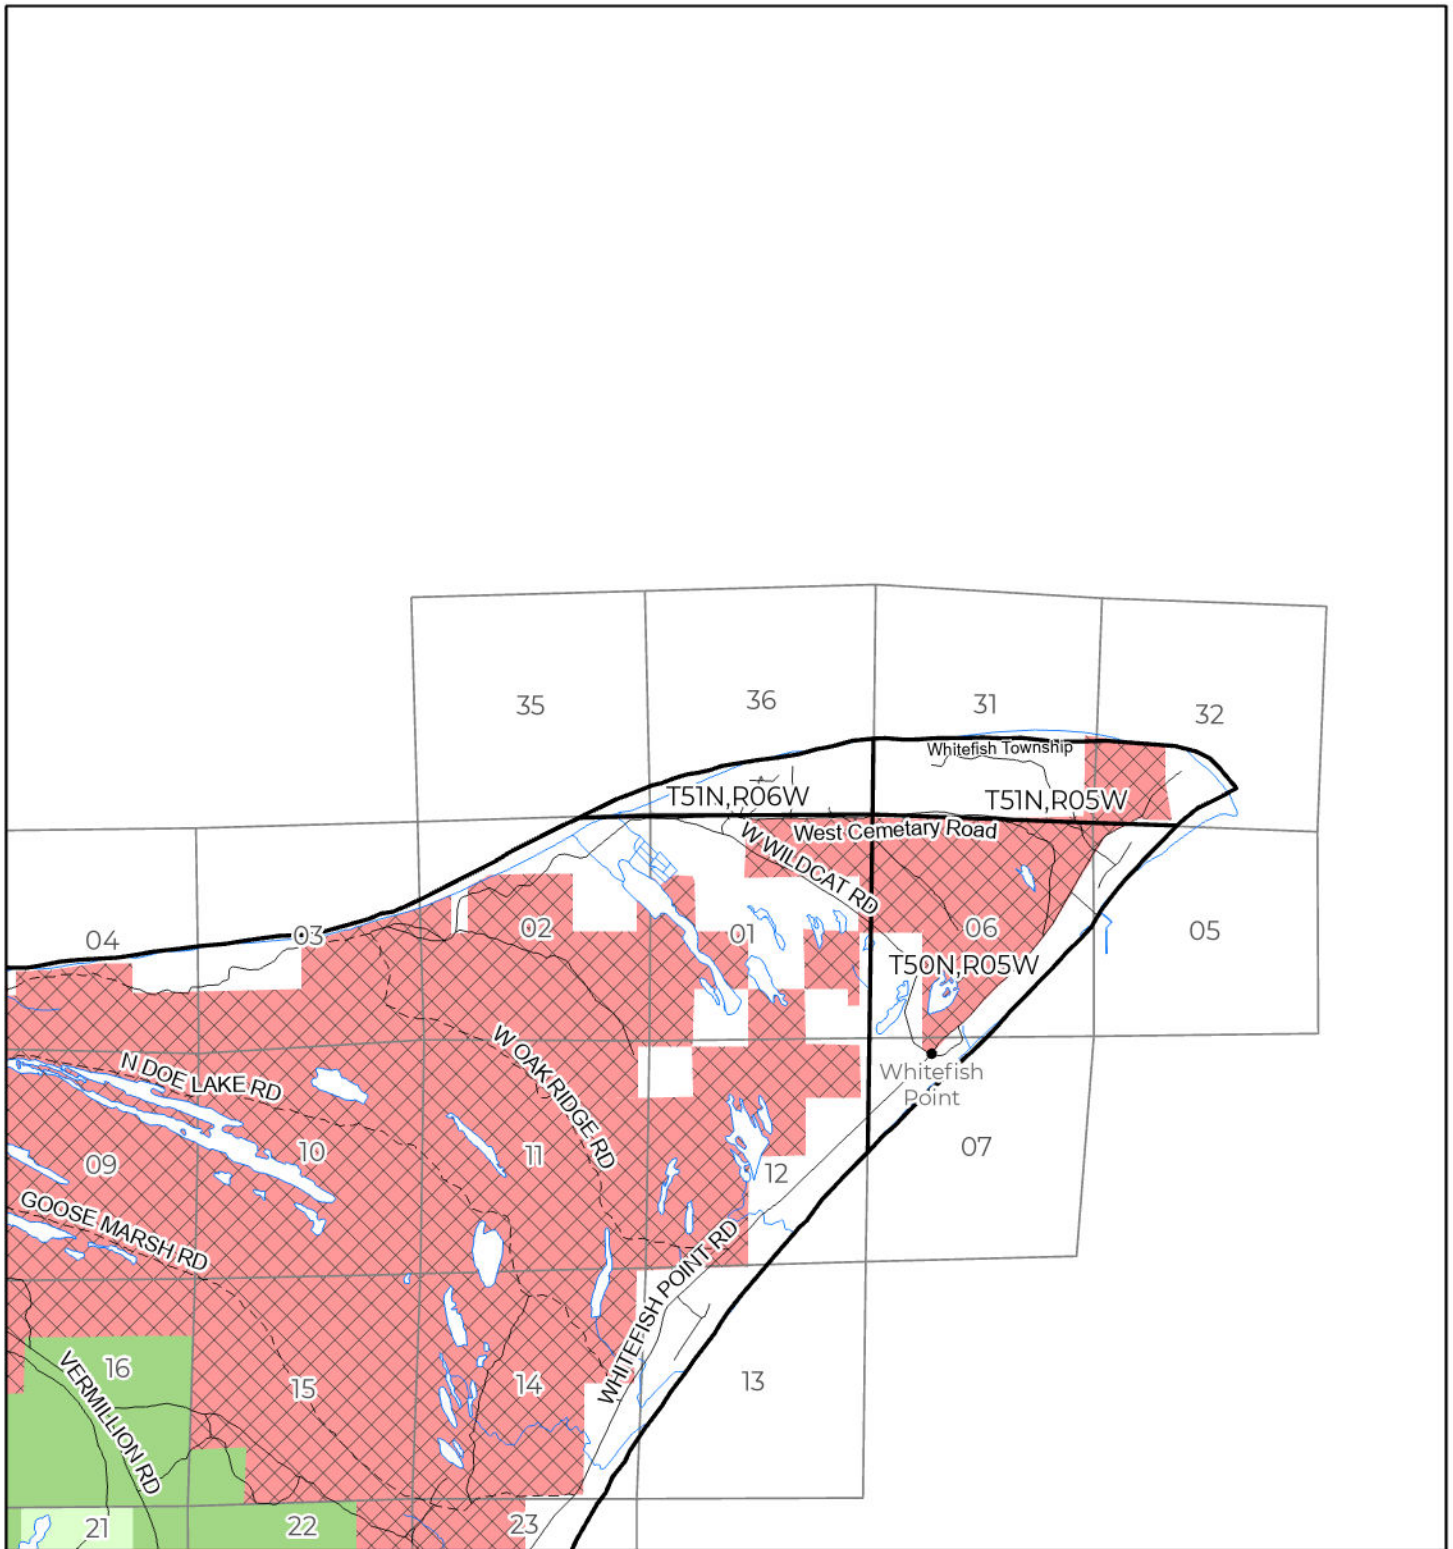 35
36
31
32
Whitefish Township
T51N,R06W
T51N,R05W
West Cemetary Road
W WILDCAT RD
04
03
02
01
06
05
T50N,R05W
N DOE LAKE RD
W OAK RIDGE RD
Whitefish
Point
09
10
11
12
07
GOOSE MARSH RD
WHITEFISH POINT RD
16
15
14
13
VERMILLION RD
21
22
23